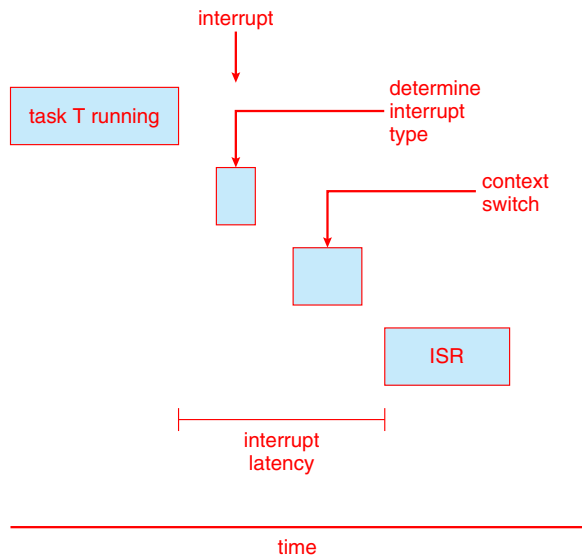 interrupt
task T running
determine
interrupt
type
context
switch
ISR
interrupt
latency
time